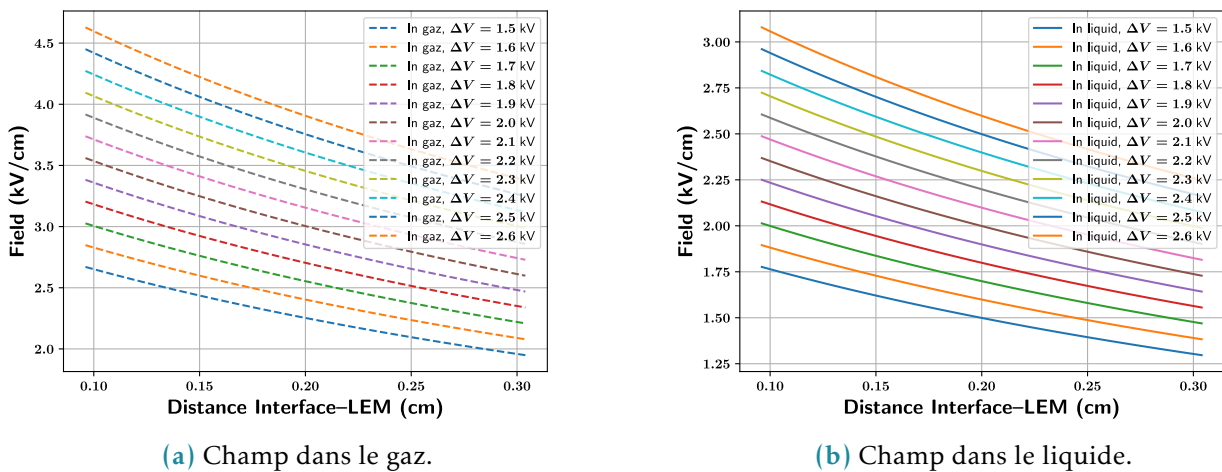 4.5
4.0
3.5
3.0
2.5
2.0
Field (kV/cm)
0.10 0.15 0.20 0.25 0.30
Distance Interface–LEM (cm)
In gaz, ΔV = 1.5 kV
In gaz, ΔV = 1.6 kV
In gaz, ΔV = 1.7 kV
In gaz, ΔV = 1.8 kV
In gaz, ΔV = 1.9 kV
In gaz, ΔV = 2.0 kV
In gaz, ΔV = 2.1 kV
In gaz, ΔV = 2.2 kV
In gaz, ΔV = 2.3 kV
In gaz, ΔV = 2.4 kV
In gaz, ΔV = 2.5 kV
In gaz, ΔV = 2.6 kV
(a) Champ dans le gaz.
3.00
2.75
2.50
2.25
2.00
1.75
1.50
1.25
Field (kV/cm)
0.10 0.15 0.20 0.25 0.30
Distance Interface–LEM (cm)
In liquid, ΔV = 1.5 kV
In liquid, ΔV = 1.6 kV
In liquid, ΔV = 1.7 kV
In liquid, ΔV = 1.8 kV
In liquid, ΔV = 1.9 kV
In liquid, ΔV = 2.0 kV
In liquid, ΔV = 2.1 kV
In liquid, ΔV = 2.2 kV
In liquid, ΔV = 2.3 kV
In liquid, ΔV = 2.4 kV
In liquid, ΔV = 2.5 kV
In liquid, ΔV = 2.6 kV
(b) Champ dans le liquide.